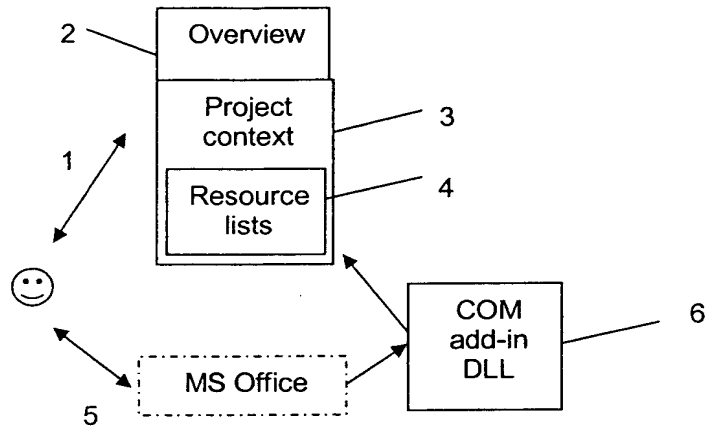 2
Overview
Project
context
3
1
Resource
lists
4
COM
add-in
DLL
6
MS Office
5